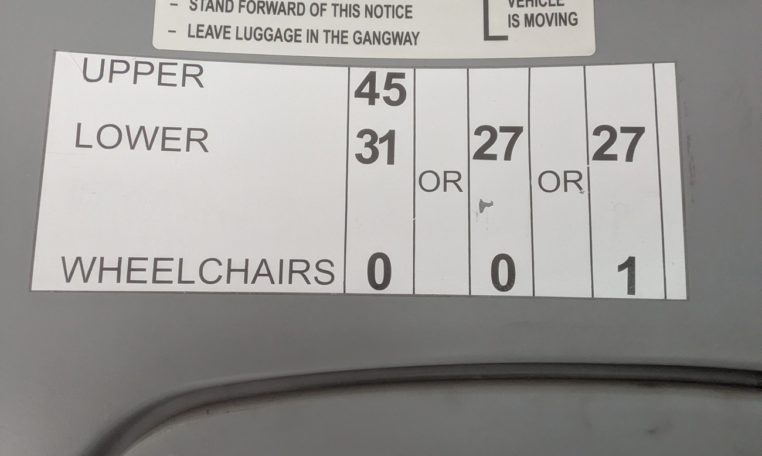 - STAND FORWARD OF THIS NOTICE
- LEAVE LUGGAGE IN THE GANGWAY
VEHICLE
IS MOVING
UPPER 45
LOWER 31 27 27
OR OR
WHEELCHAIRS 0 0 1